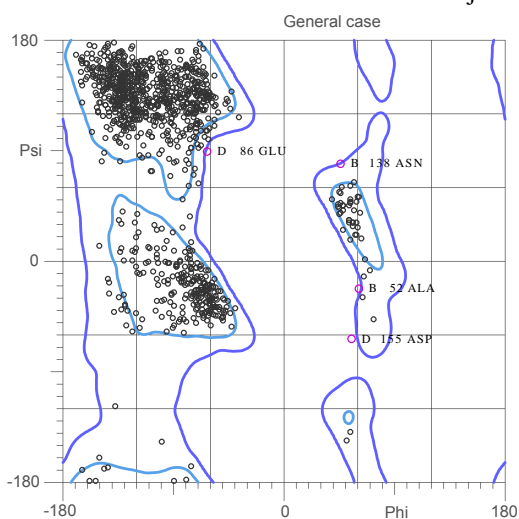 General case
180
Psi
D 86 GLU
B 138 ASN
0
B 52 ALA
D 155 ASP
-180
-180 0 Phi 180